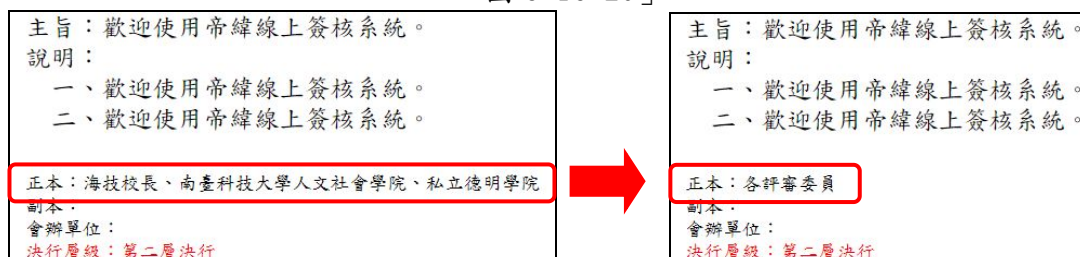 主旨：歡迎使用帝緯線上簽核系統。
說明：
一、歡迎使用帝緯線上簽核系統。
二、歡迎使用帝緯線上簽核系統。
正本：海技校長、南臺科技大學人文社會學院、私立德明學院
副本：
會辦單位：
決行層級：第二層決行
主旨：歡迎使用帝緯線上簽核系統。
說明：
一、歡迎使用帝緯線上簽核系統。
二、歡迎使用帝緯線上簽核系統。
正本：各評審委員
副本：
會辦單位：
決行層級：第二層決行